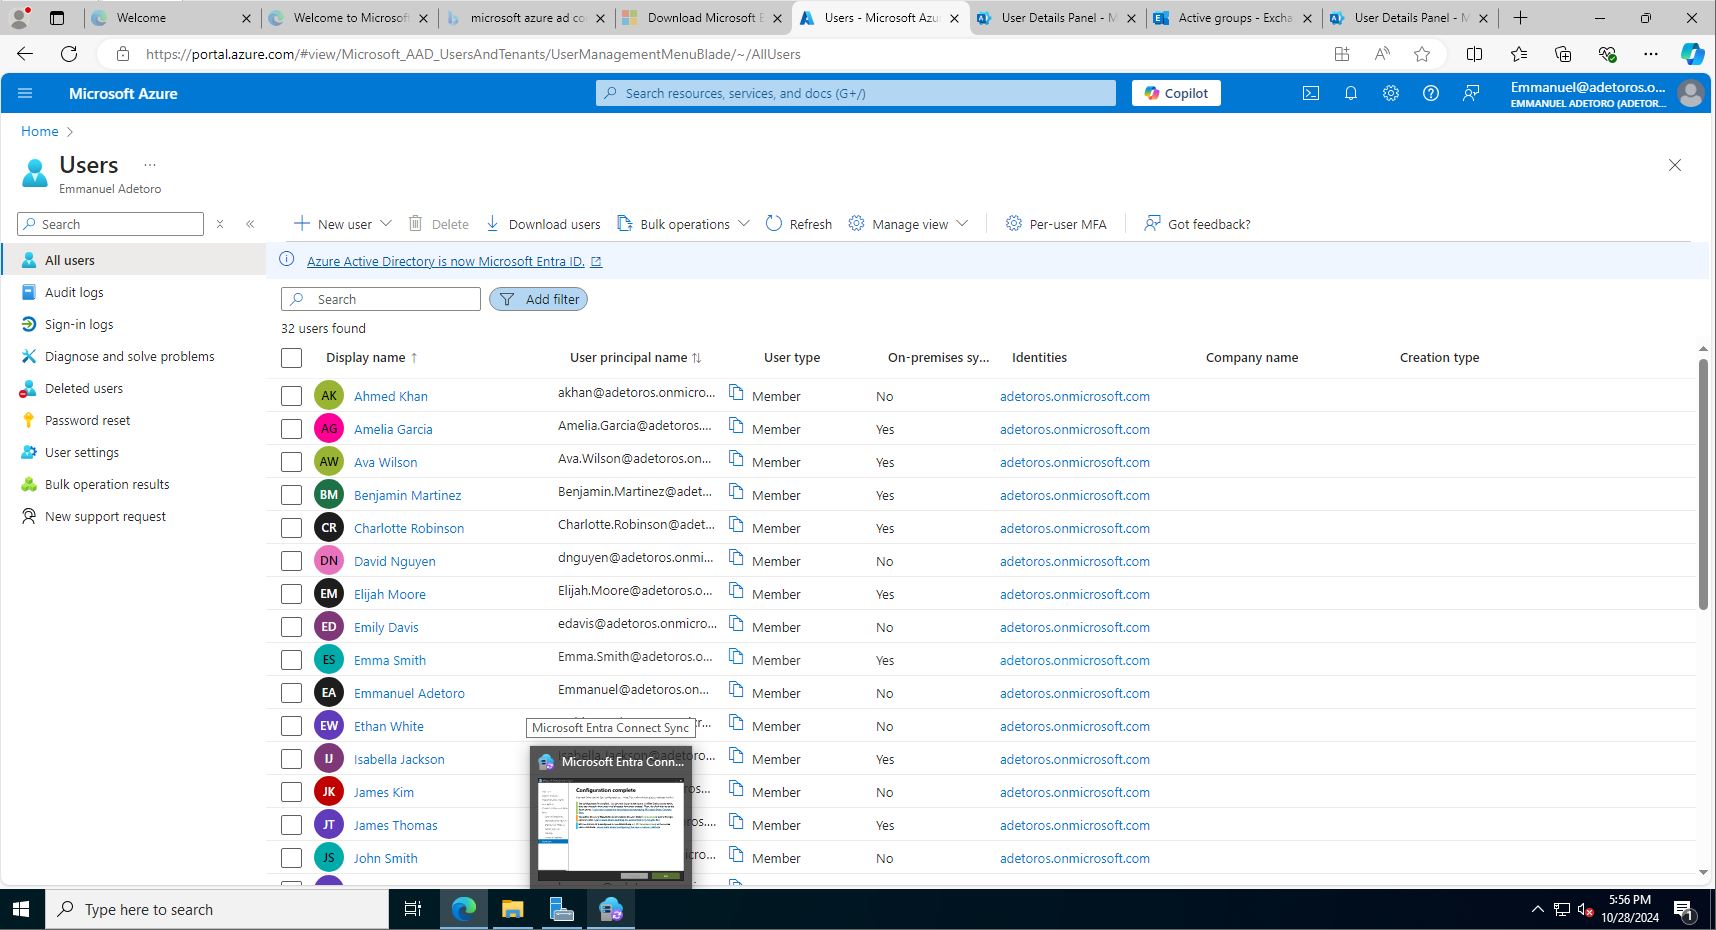 Welcome
Welcome to Microsoft
microsoft azure ad co
Download Microsoft E
Users - Microsoft Azur
User Details Panel - M
Active groups - Excha
User Details Panel - M
https://portal.azure.com/#view/Microsoft_AAD_UsersAndTenants/UserManagementMenuBlade/~/AllUsers
Microsoft Azure
Search resources, services, and docs (G+/)
Copilot
Emmanuel@adetoros.o...
EMMANUEL ADETORO (ADETOR...
Home >
Users ...
Emmanuel Adetoro
Search
New user
Delete
Download users
Bulk operations
Refresh
Manage view
Per-user MFA
Got feedback?
All users
Audit logs
Sign-in logs
Diagnose and solve problems
Deleted users
Password reset
User settings
Bulk operation results
New support request
Azure Active Directory is now Microsoft Entra ID.
Search
Add filter
32 users found
Display name ↑ User principal name ↑↓ User type On-premises sy... Identities Company name Creation type
AK Ahmed Khan akhan@adetoros.onmicro... Member No adetoros.onmicrosoft.com
AG Amelia Garcia Amelia.Garcia@adetoros.... Member Yes adetoros.onmicrosoft.com
AW Ava Wilson Ava.Wilson@adetoros.on... Member Yes adetoros.onmicrosoft.com
BM Benjamin Martinez Benjamin.Martinez@adet... Member Yes adetoros.onmicrosoft.com
CR Charlotte Robinson Charlotte.Robinson@adet... Member Yes adetoros.onmicrosoft.com
DN David Nguyen dnguyen@adetoros.onmi... Member No adetoros.onmicrosoft.com
EM Elijah Moore Elijah.Moore@adetoros.o... Member Yes adetoros.onmicrosoft.com
ED Emily Davis edavis@adetoros.onmicro... Member No adetoros.onmicrosoft.com
ES Emma Smith Emma.Smith@adetoros.o... Member Yes adetoros.onmicrosoft.com
EA Emmanuel Adetoro Emmanuel@adetoros.on... Member No adetoros.onmicrosoft.com
EW Ethan White Member No adetoros.onmicrosoft.com
IJ Isabella Jackson Member Yes adetoros.onmicrosoft.com
JK James Kim Member No adetoros.onmicrosoft.com
JT James Thomas Member Yes adetoros.onmicrosoft.com
JS John Smith Member No adetoros.onmicrosoft.com
Microsoft Entra Connect Sync
Microsoft Entra Conn...
Configuration complete
Type here to search
5:56 PM
10/28/2024
1